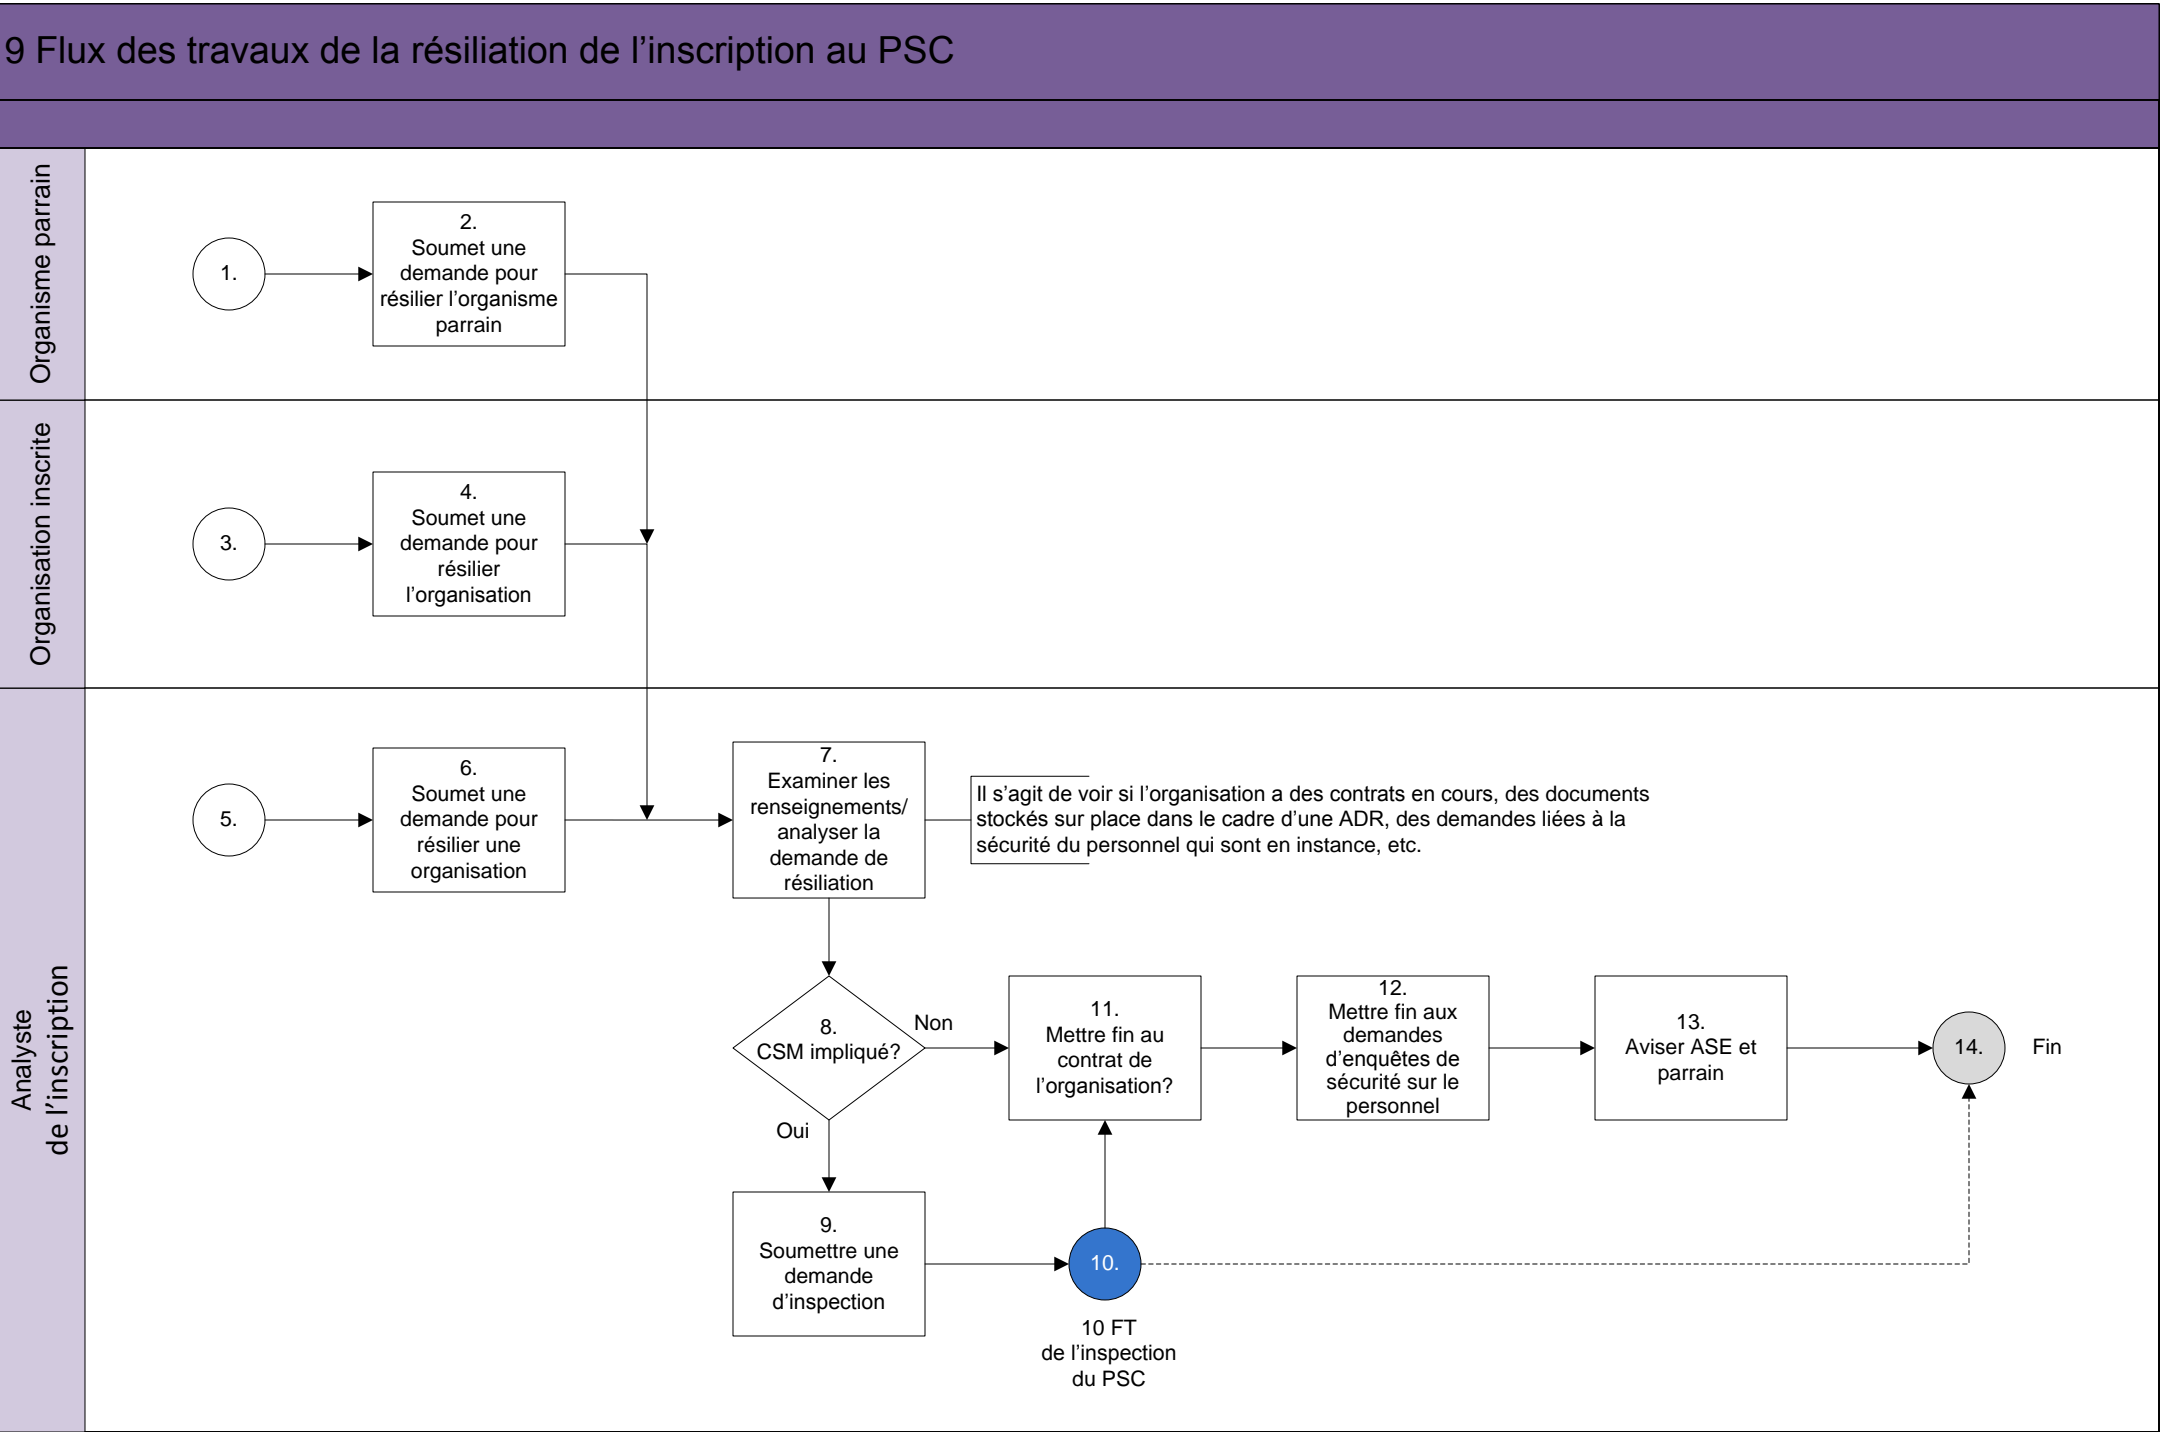 9 Flux des travaux de la résiliation de l’inscription au PSC
Organisme parrain
1.
2.
Soumet une
demande pour
résilier l’organisme
parrain
Organisation inscrite
3.
4.
Soumet une
demande pour
résilier
l’organisation
Analyste
de l’inscription
5.
6.
Soumet une
demande pour
résilier une
organisation
7.
Examiner les
renseignements/
analyser la
demande de
résiliation
Il s’agit de voir si l’organisation a des contrats en cours, des documents
stockés sur place dans le cadre d’une ADR, des demandes liées à la
sécurité du personnel qui sont en instance, etc.
8.
CSM impliqué?
Non
Oui
11.
Mettre fin au
contrat de
l’organisation?
12.
Mettre fin aux
demandes
d’enquêtes de
sécurité sur le
personnel
13.
Aviser ASE et
parrain
14.
Fin
9.
Soumettre une
demande
d’inspection
10.
10 FT
de l’inspection
du PSC